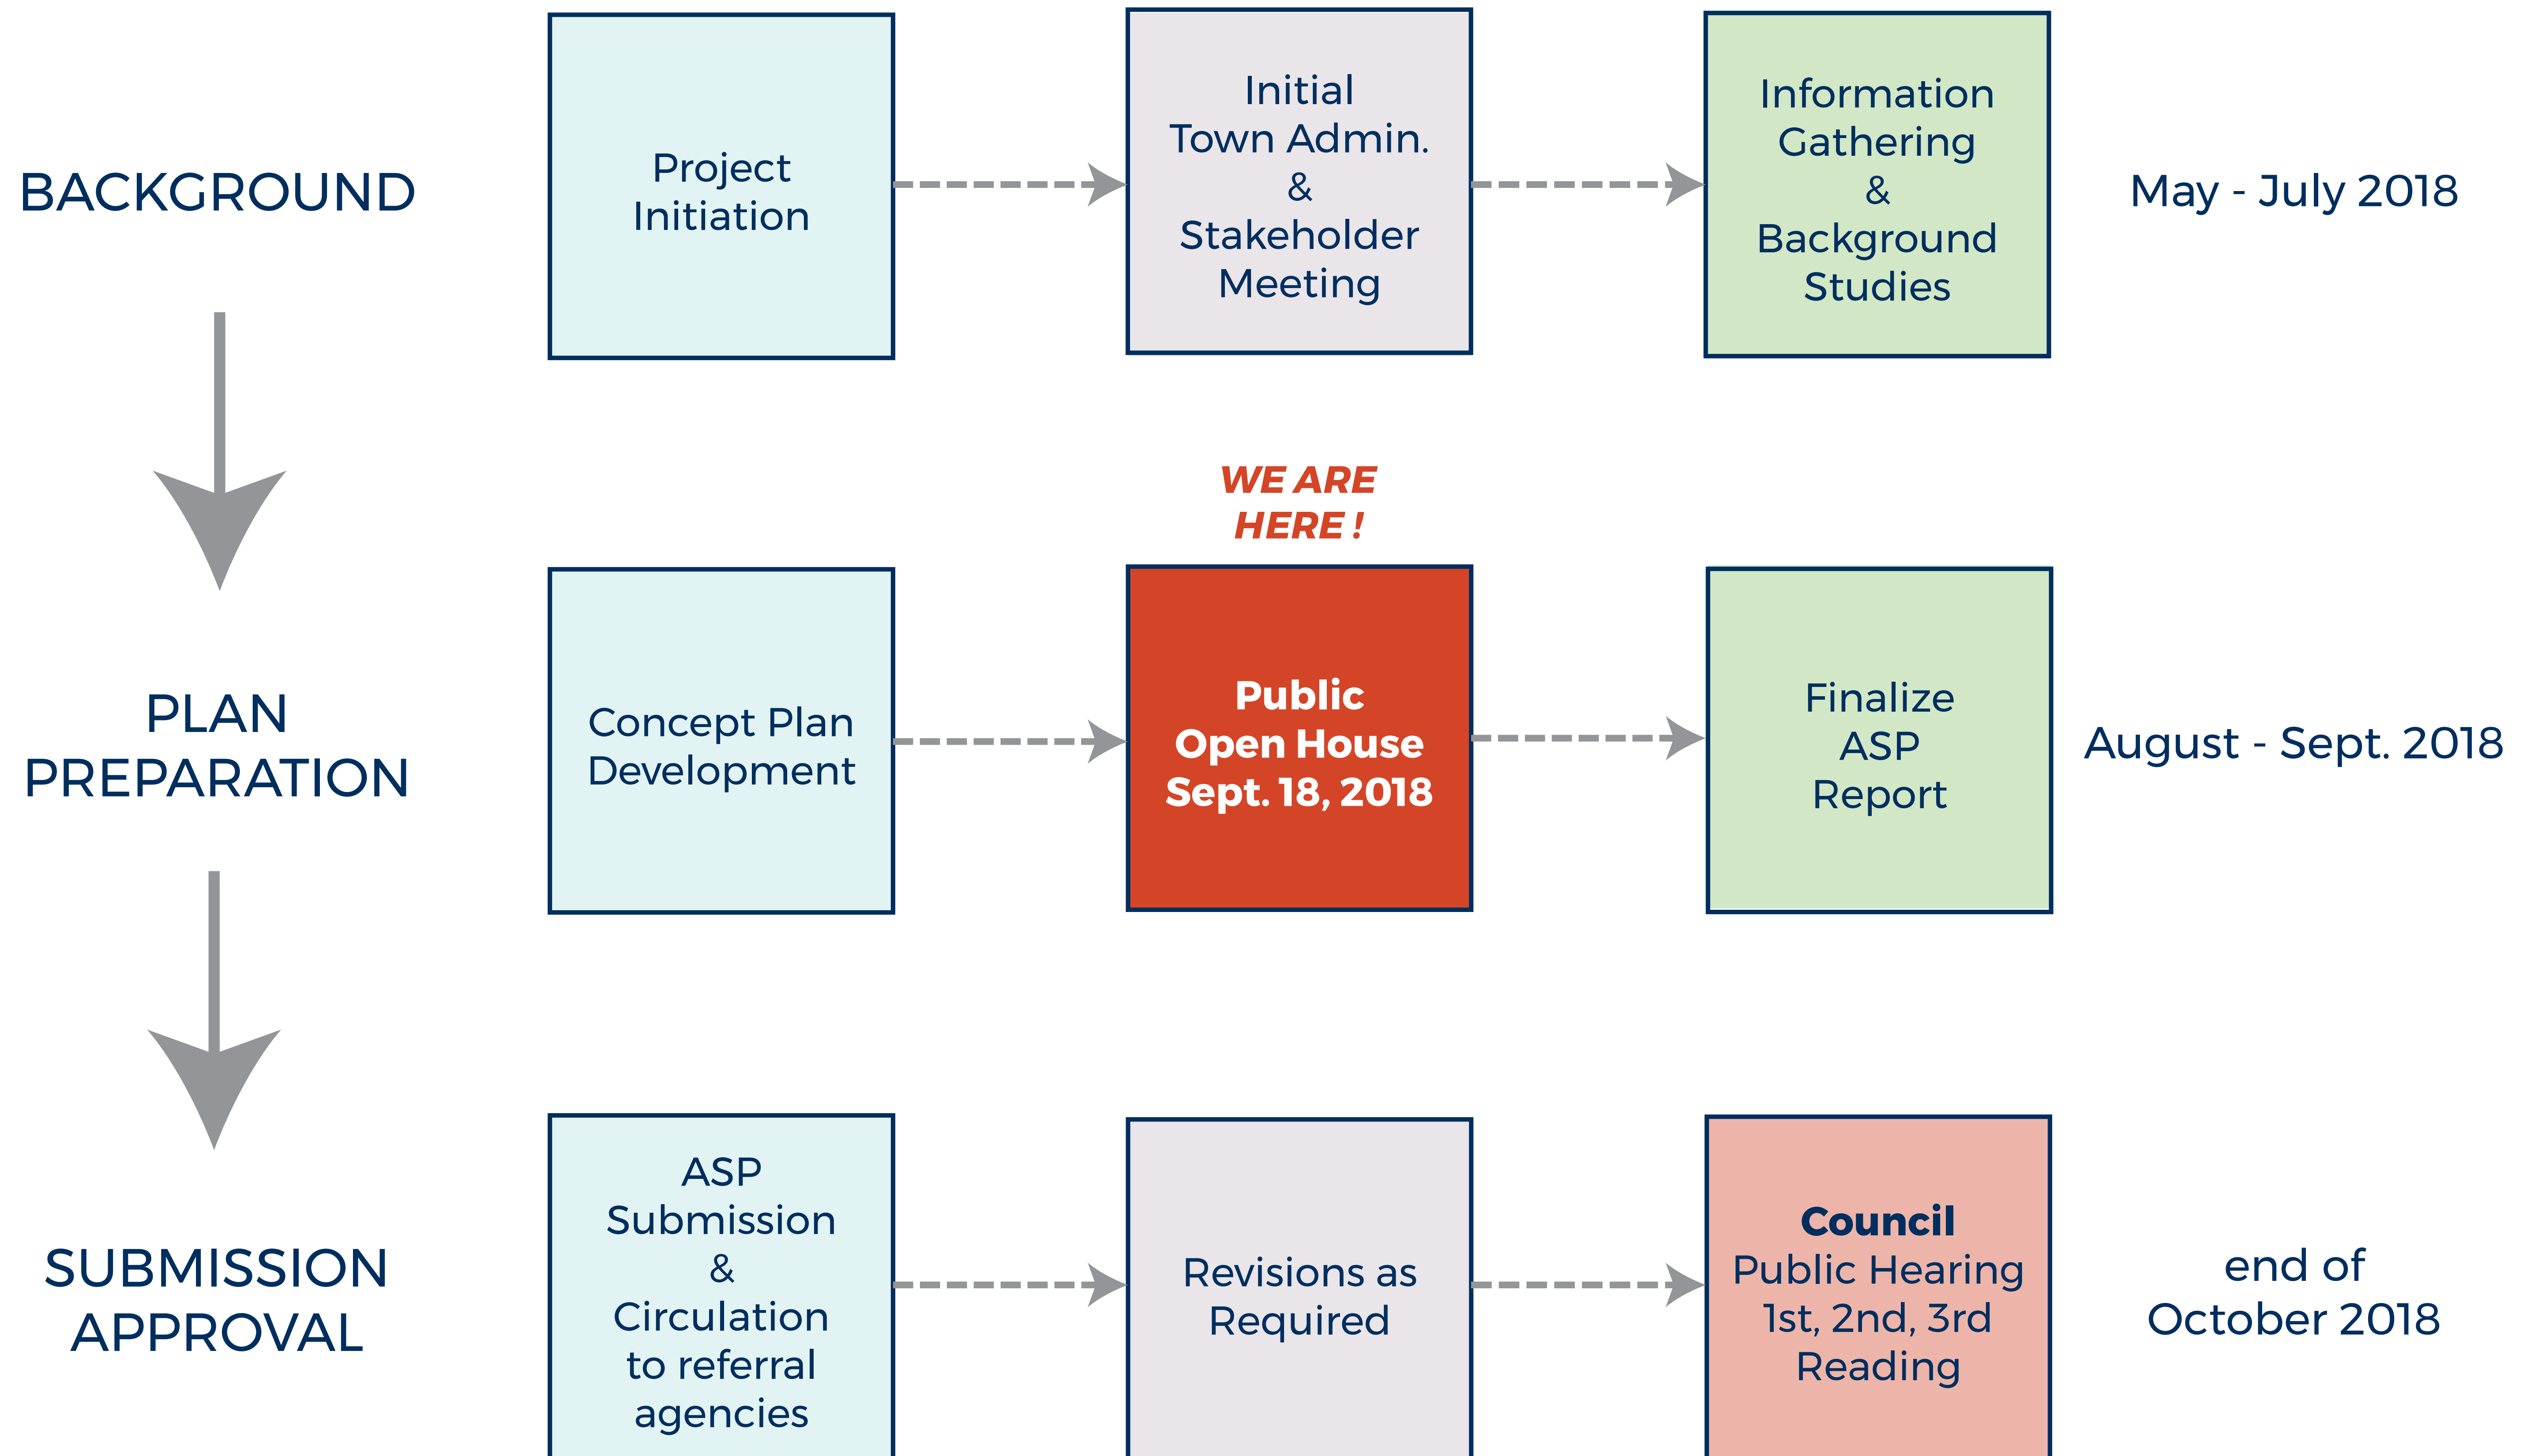 BACKGROUND
Project
Initiation
Initial
Town Admin.
&
Stakeholder
Meeting
Information
Gathering
&
Background
Studies
May - July 2018
WE ARE
HERE !
PLAN
PREPARATION
Concept Plan
Development
Public
Open House
Sept. 18, 2018
Finalize
ASP
Report
August - Sept. 2018
SUBMISSION
APPROVAL
ASP
Submission
&
Circulation
to referral
agencies
Revisions as
Required
Council
Public Hearing
1st, 2nd, 3rd
Reading
end of
October 2018